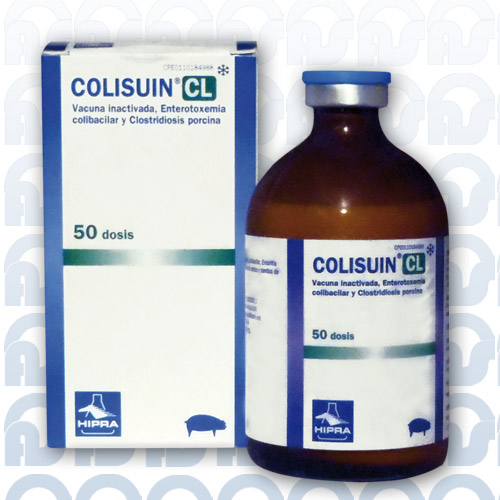 CPE0110184988
COLISUIN® CL
Vacuna inactivada, Enterotoxemia
colibacilar y Clostridiosis porcina
50 dosis
HIPRA
COLISUIN® CL
Vacuna inactivada, Enterotoxemia
colibacilar y Clostridiosis porcina
50 dosis
HIPRA